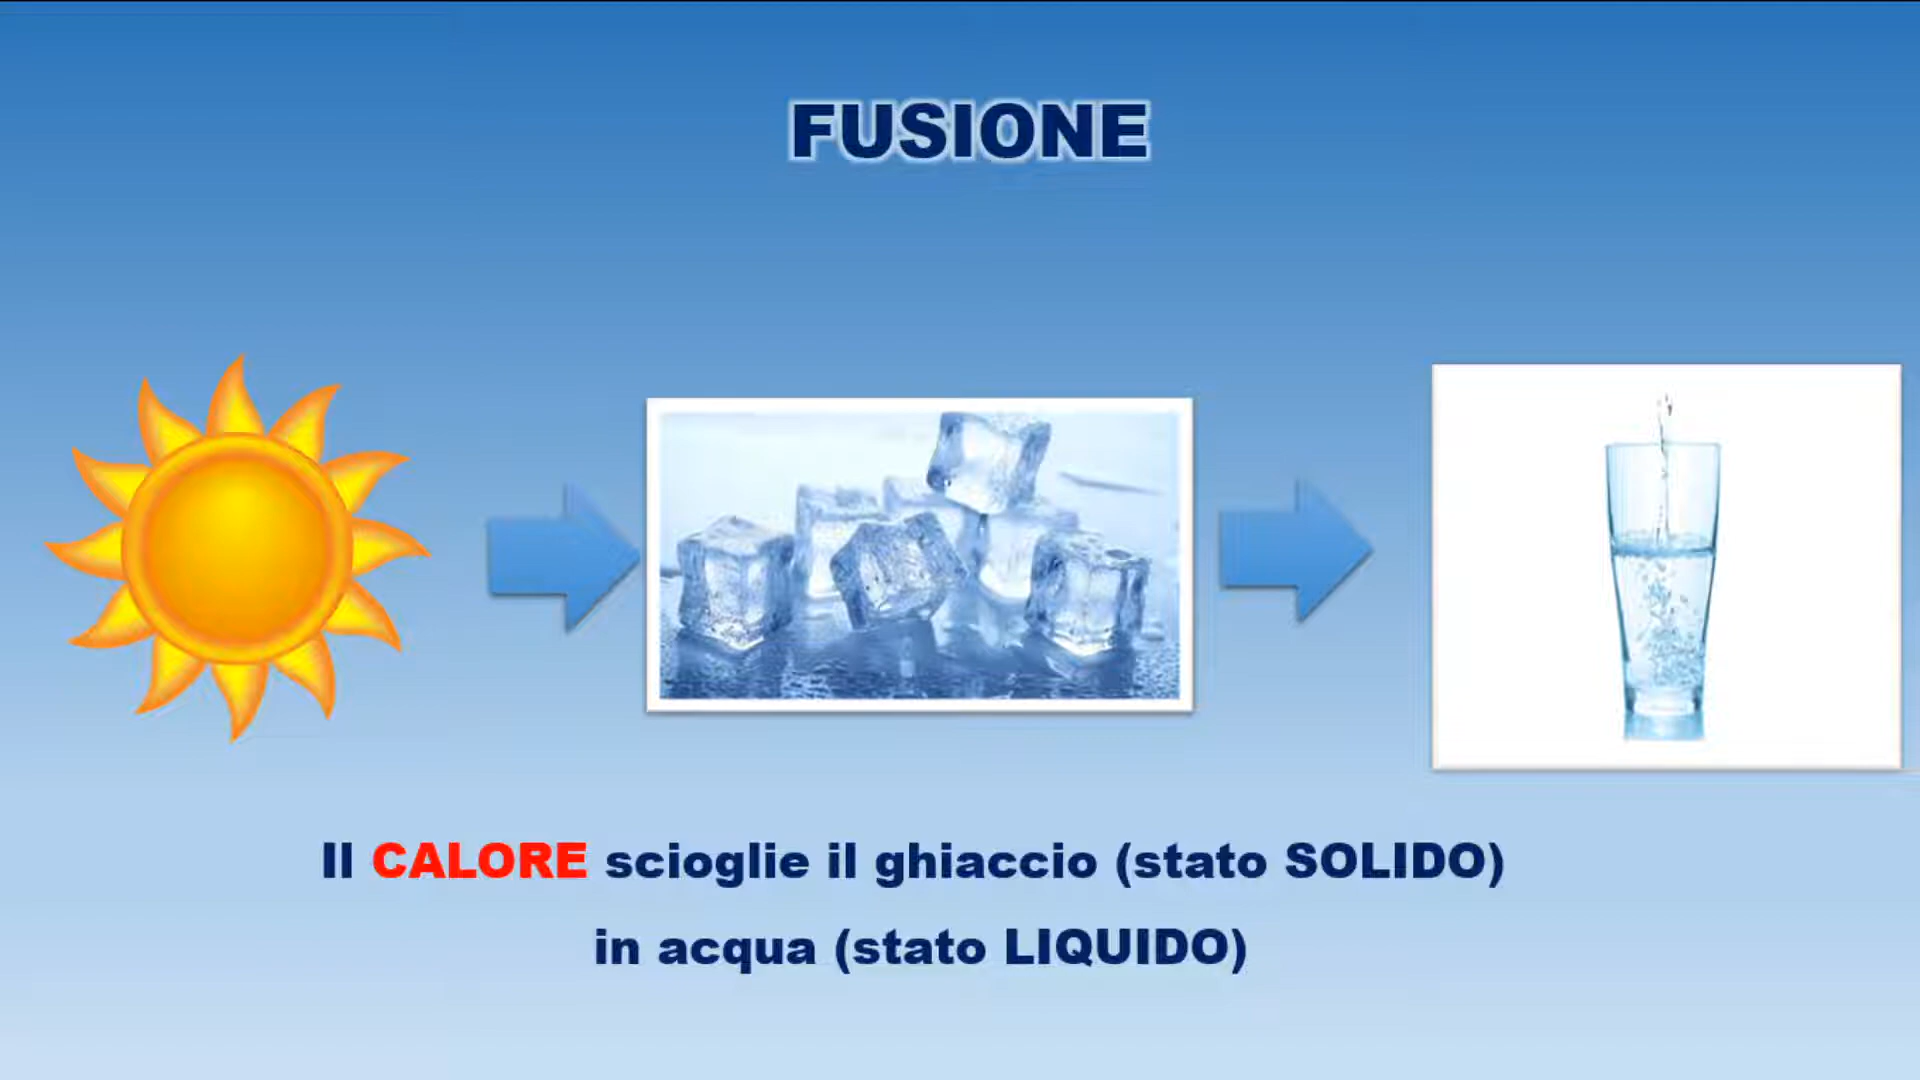 FUSIONE
Il CALORE scioglie il ghiaccio (stato SOLIDO)
in acqua (stato LIQUIDO)